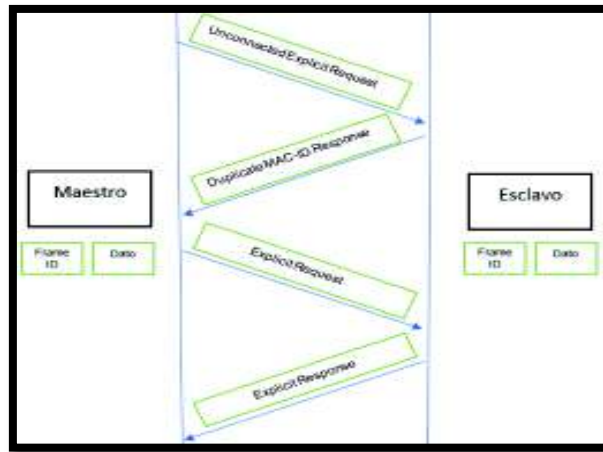 Unconnected Explicit Request
Duplicate MAC-ID Response
Maestro
Esclavo
Frame
ID
Dato
Frame
ID
Dato
Explicit Request
Explicit Response